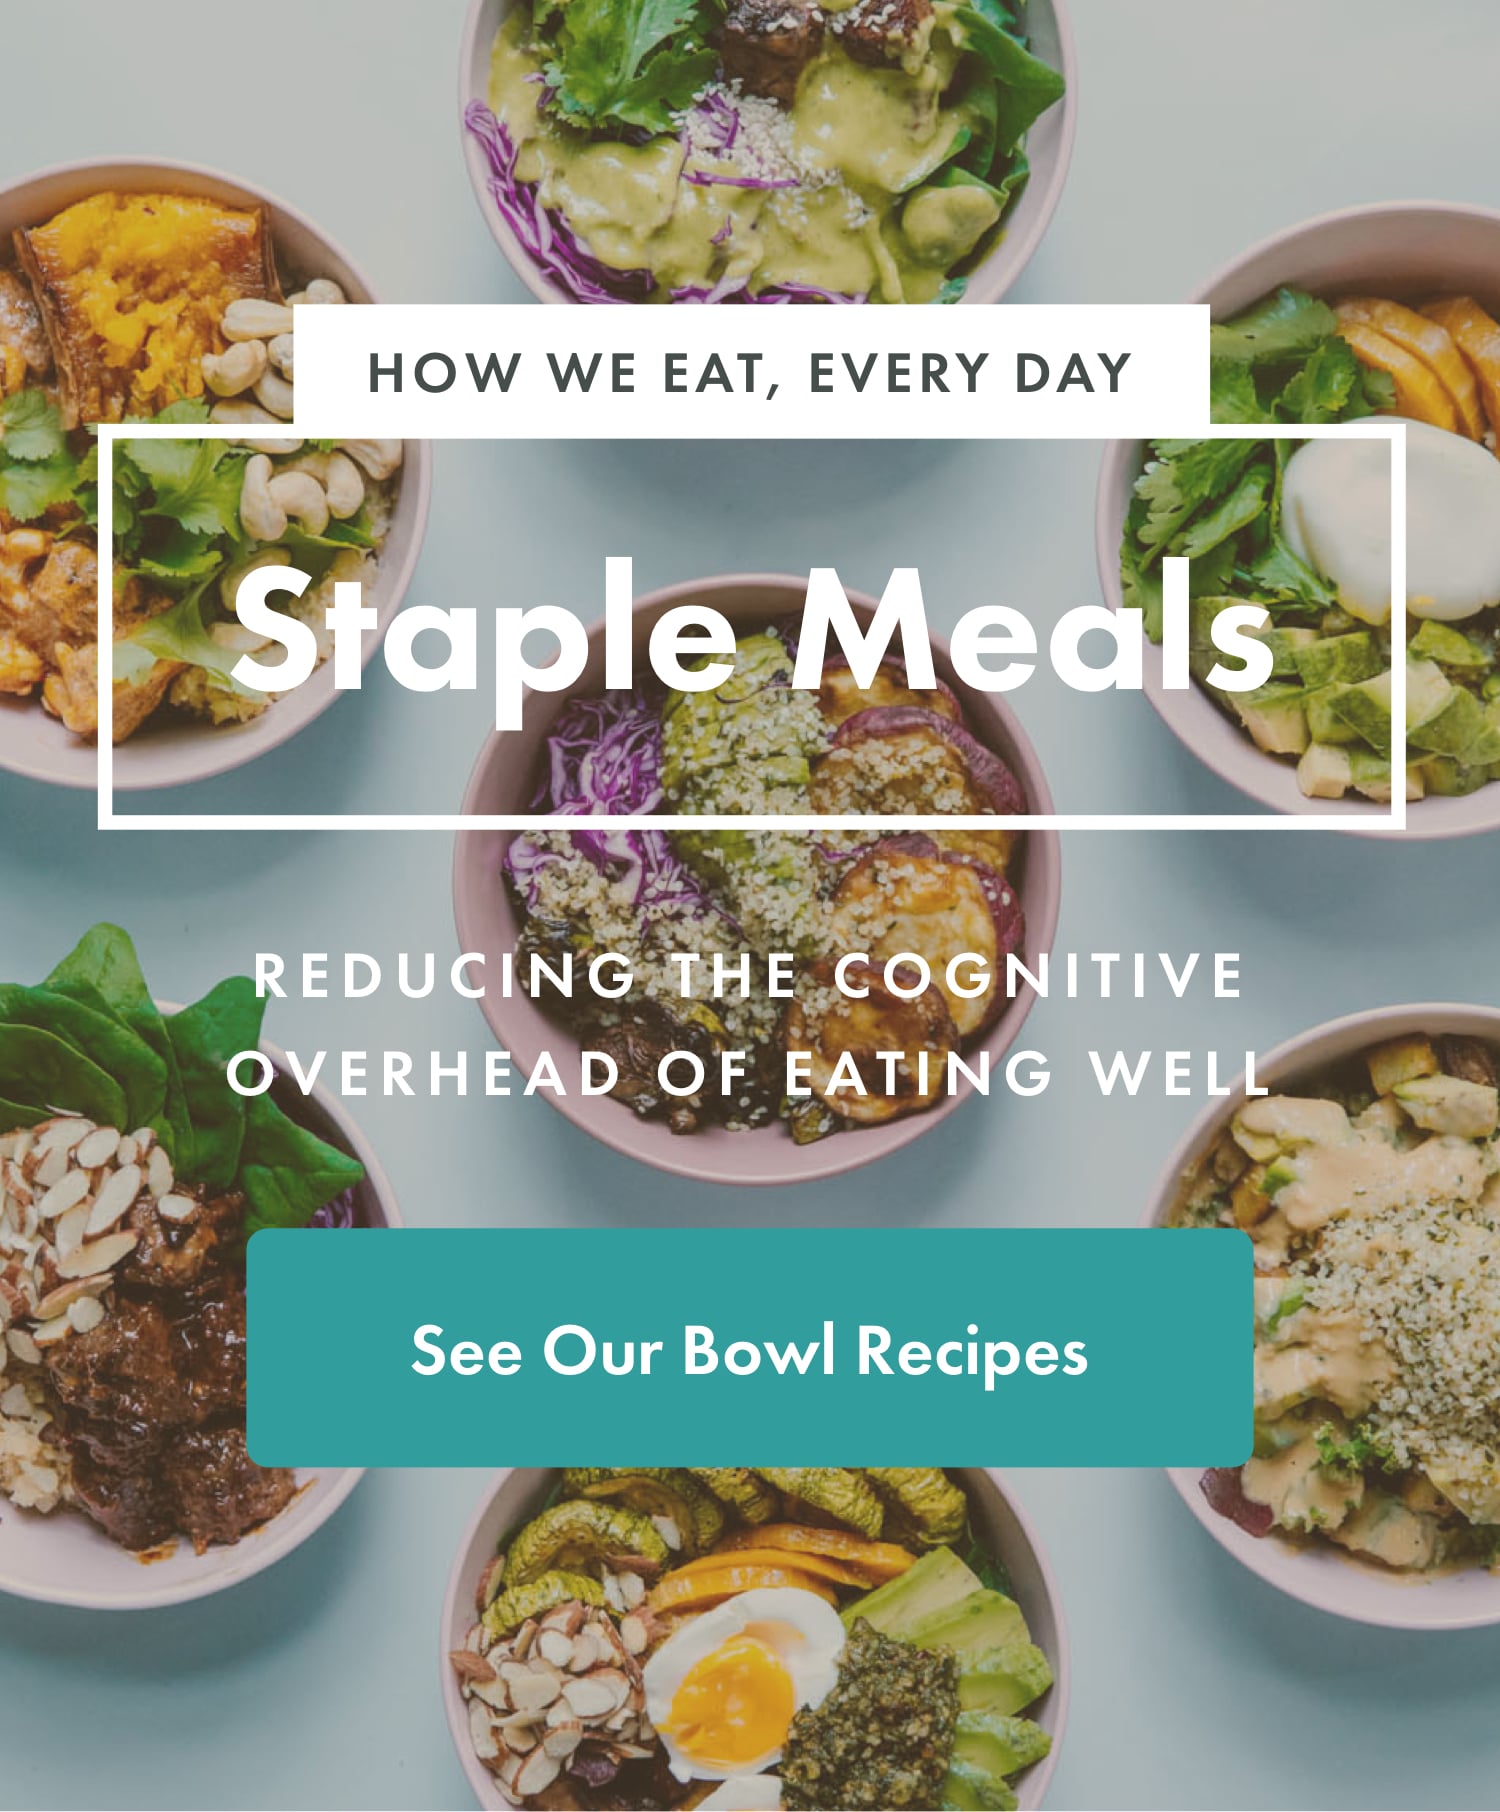 HOW WE EAT, EVERY DAY
Staple Meals
REDUCING THE COGNITIVE
OVERHEAD OF EATING WELL
See Our Bowl Recipes